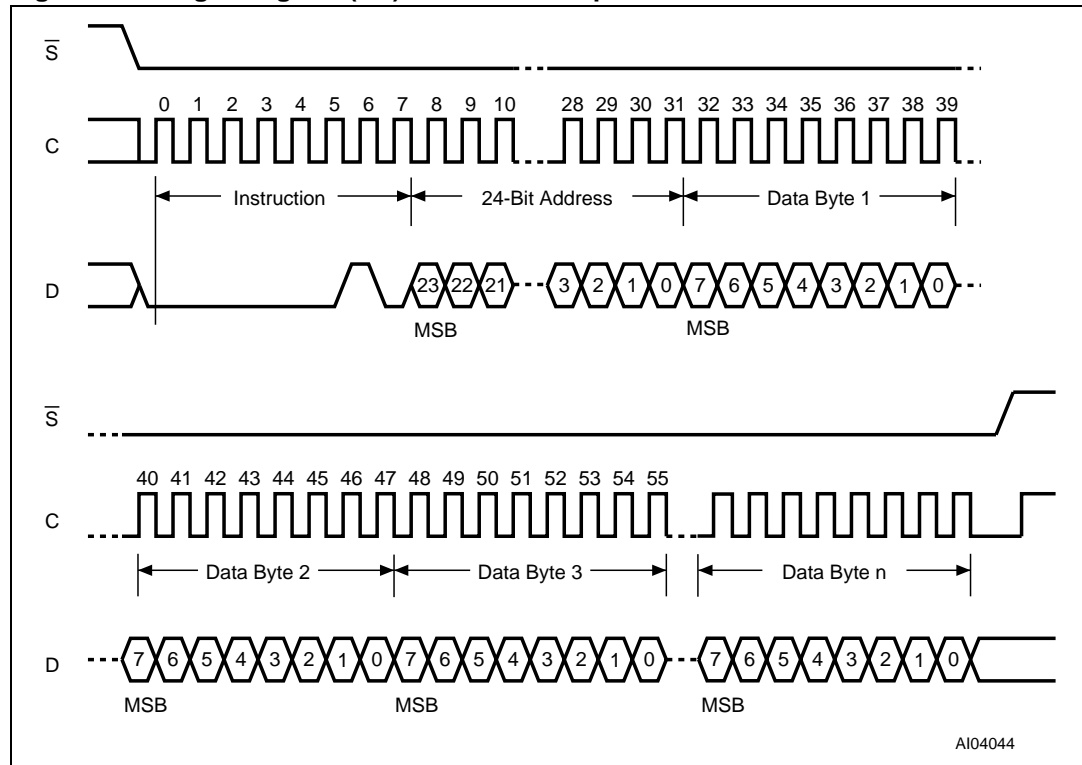 S
0 1 2 3 4 5 6 7 8 9 10 28 29 30 31 32 33 34 35 36 37 38 39
C
Instruction 24-Bit Address Data Byte 1
D 23 22 21 3 2 1 0 7 6 5 4 3 2 1 0
MSB MSB
S
40 41 42 43 44 45 46 47 48 49 50 51 52 53 54 55
C
Data Byte 2 Data Byte 3 Data Byte n
D 7 6 5 4 3 2 1 0 7 6 5 4 3 2 1 0 7 6 5 4 3 2 1 0
MSB MSB MSB
AI04044